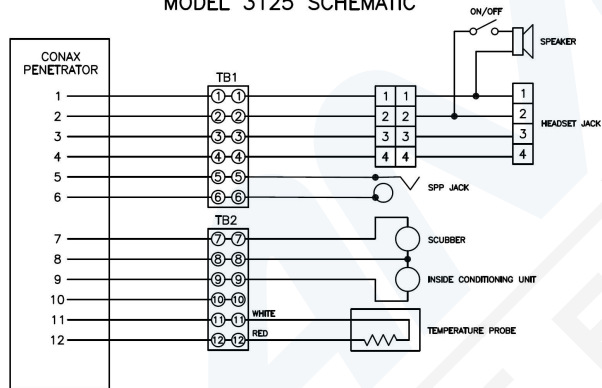 MODEL 3125 SCHEMATIC
ON/OFF
SPEAKER
CONAX
PENETRATOR
TB1
1 1 1 1 1 1
2 2 2 2 2 2
HEADSET JACK
3 3 3 3 3 3
4 4 4 4 4 4
5 5 5
SPP JACK
6 6 6
TB2
7 7 7
SCUBBER
8 8 8
9 9 9
INSIDE CONDITIONING UNIT
10 10 10
11 11 11 WHITE
12 12 12 RED
TEMPERATURE PROBE